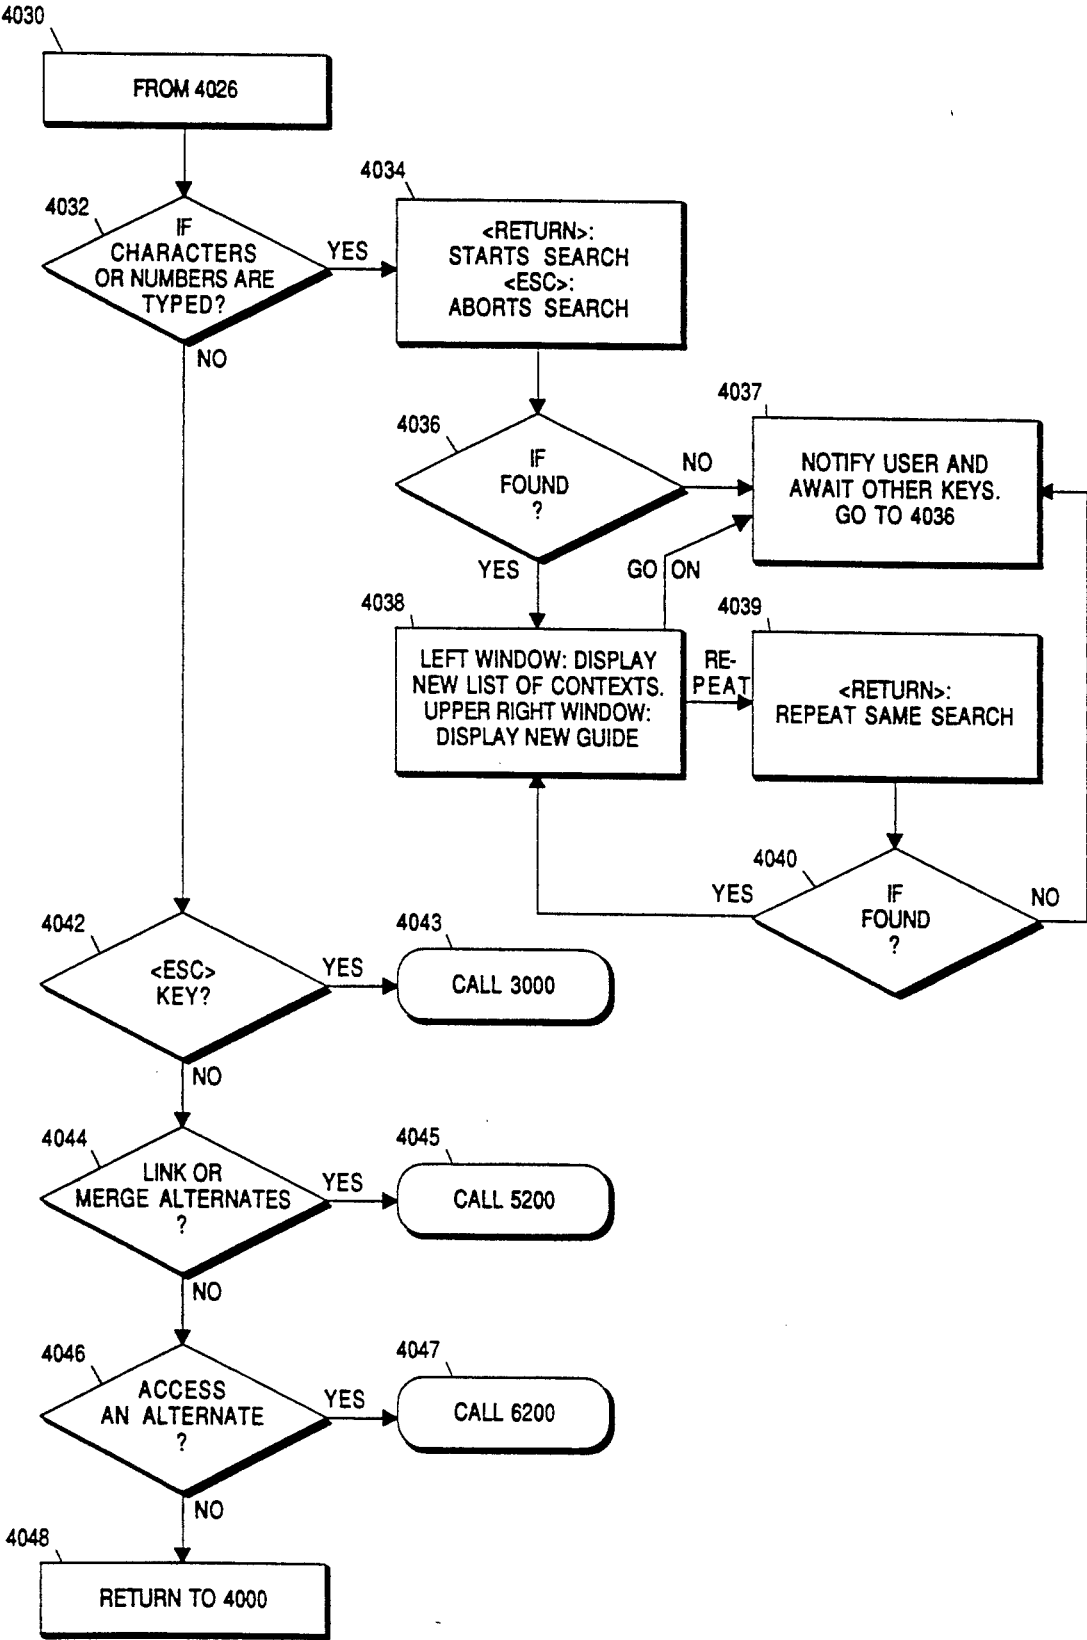 4030
FROM 4026
4032
IF
CHARACTERS
OR NUMBERS ARE
TYPED?
YES
NO
4034
<RETURN>:
STARTS SEARCH
<ESC>:
ABORTS SEARCH
4036
IF
FOUND
?
NO
YES
4037
NOTIFY USER AND
AWAIT OTHER KEYS.
GO TO 4036
GO ON
4038
LEFT WINDOW: DISPLAY
NEW LIST OF CONTEXTS.
UPPER RIGHT WINDOW:
DISPLAY NEW GUIDE
RE-
PEAT
4039
<RETURN>:
REPEAT SAME SEARCH
4040
IF
FOUND
?
YES
NO
4042
<ESC>
KEY?
YES
NO
4043
CALL 3000
4044
LINK OR
MERGE ALTERNATES
?
YES
NO
4045
CALL 5200
4046
ACCESS
AN ALTERNATE
?
YES
NO
4047
CALL 6200
4048
RETURN TO 4000